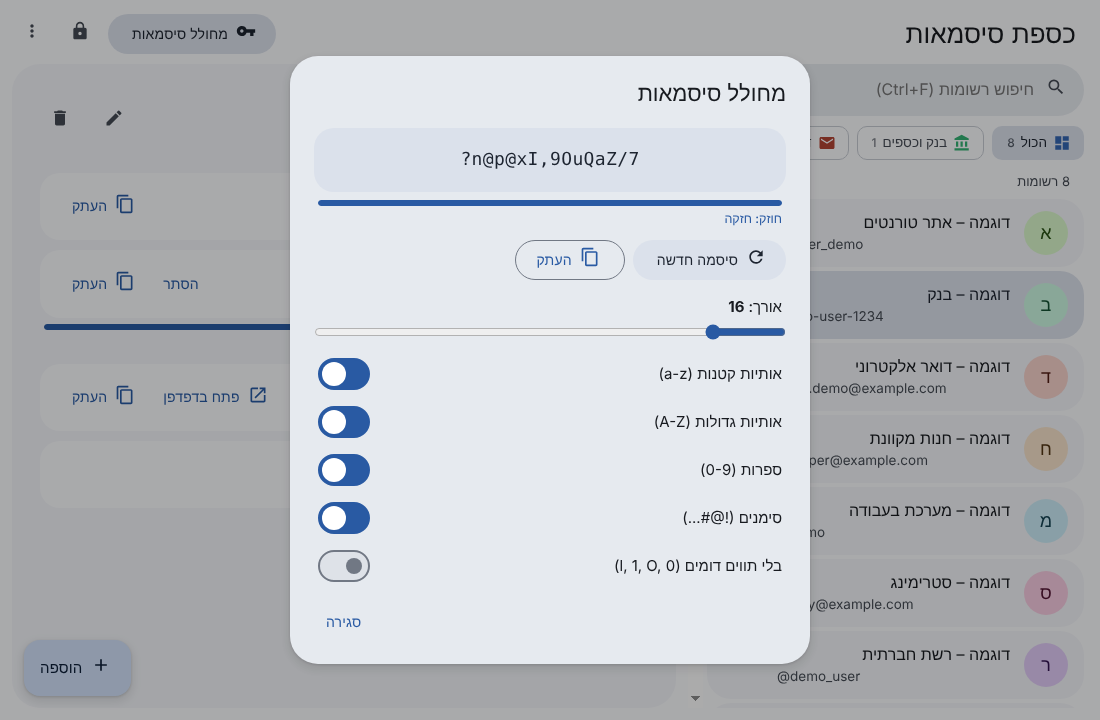 כספת סיסמאות
מחולל סיסמאות
חיפוש רשומות (Ctrl+F)
הכול 8
בנק וכספים 1
8 רשומות
א
דוגמה – אתר טורנטים
er_demo
ב
דוגמה – בנק
o-user-1234
ד
דוגמה – דואר אלקטרוני
.demo@example.com
ח
דוגמה – חנות מקוונת
per@example.com
מ
דוגמה – מערכת בעבודה
mo
ס
דוגמה – סטרימינג
y@example.com
ר
דוגמה – רשת חברתית
@demo_user
מחולל סיסמאות
?n@p@xI,9OuQaZ/7
חוזק: חזקה
סיסמה חדשה
העתק
אורך: 16
אותיות קטנות (a-z)
אותיות גדולות (A-Z)
ספרות (0-9)
סימנים (!@#...)
בלי תווים דומים (l, 1, O, 0)
סגירה
העתק
הסתר
העתק
פתח בדפדפן
העתק
הוספה